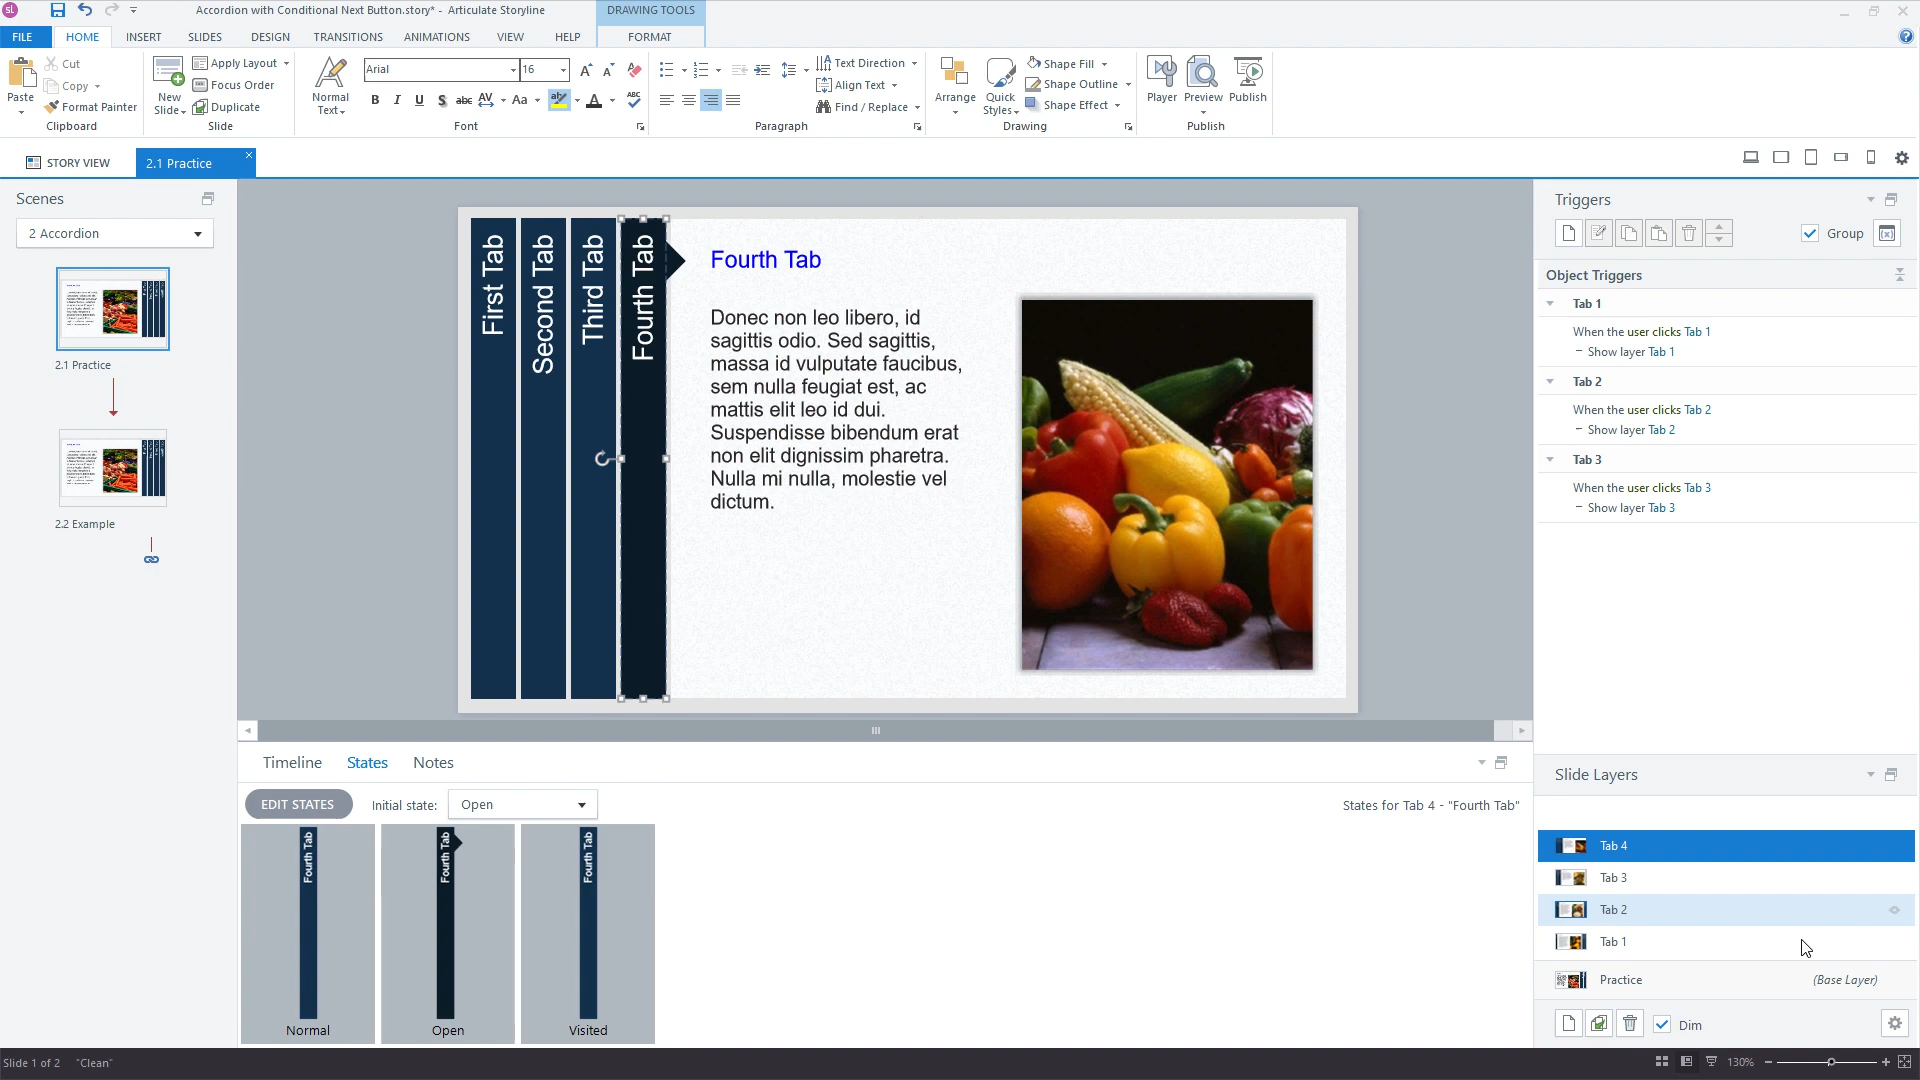 sl
Accordion with Conditional Next Button.story* - Articulate Storyline
DRAWING TOOLS
FILE
HOME
INSERT
SLIDES
DESIGN
TRANSITIONS
ANIMATIONS
VIEW
HELP
FORMAT
Paste
Cut
Copy
Format Painter
Clipboard
New
Slide
Apply Layout
Focus Order
Duplicate
Slide
Normal
Text
Arial
16
B I U S abc AV Aa ab A ABC
Font
Text Direction
Align Text
Find / Replace
Paragraph
Arrange
Quick
Styles
Shape Fill
Shape Outline
Shape Effect
Drawing
Player
Preview
Publish
Publish
STORY VIEW
2.1 Practice
Scenes
2 Accordion
2.1 Practice
2.2 Example
First Tab
Second Tab
Third Tab
Fourth Tab
Fourth Tab
Donec non leo libero, id
sagittis odio. Sed sagittis,
massa id vulputate faucibus,
sem nulla feugiat est, ac
mattis elit leo id dui.
Suspendisse bibendum erat
non elit dignissim pharetra.
Nulla mi nulla, molestie vel
dictum.
Timeline
States
Notes
EDIT STATES
Initial state:
Open
States for Tab 4 - "Fourth Tab"
Fourth Tab
Normal
Fourth Tab
Open
Fourth Tab
Visited
Triggers
Group
Object Triggers
Tab 1
When the user clicks Tab 1
- Show layer Tab 1
Tab 2
When the user clicks Tab 2
- Show layer Tab 2
Tab 3
When the user clicks Tab 3
- Show layer Tab 3
Slide Layers
Tab 4
Tab 3
Tab 2
Tab 1
Practice
(Base Layer)
Dim
Slide 1 of 2
"Clean"
130%